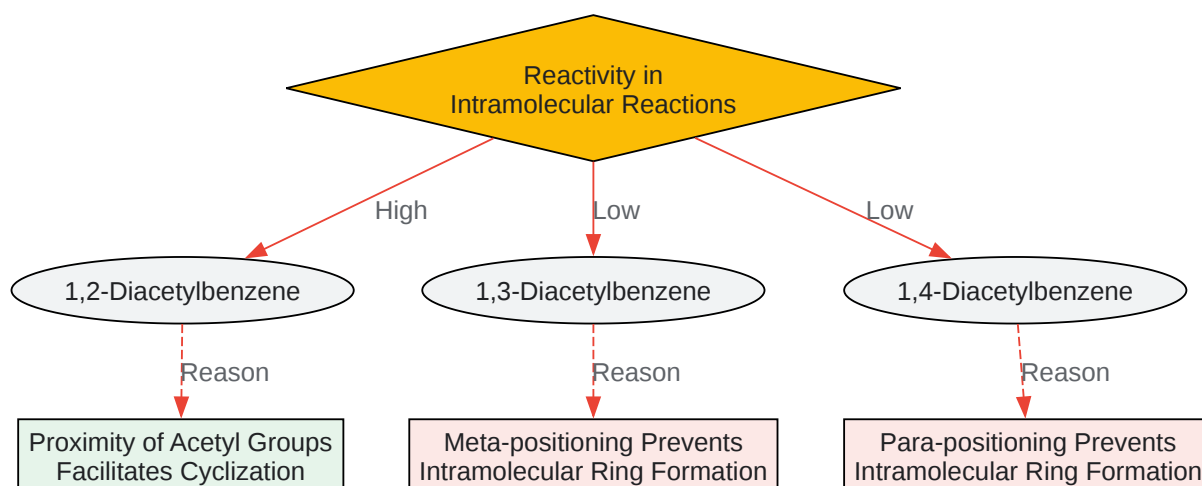 Reactivity in
Intramolecular Reactions
High
Low
Low
1,2-Diacetylbenzene
1,3-Diacetylbenzene
1,4-Diacetylbenzene
Reason
Reason
Reason
Proximity of Acetyl Groups
Facilitates Cyclization
Meta-positioning Prevents
Intramolecular Ring Formation
Para-positioning Prevents
Intramolecular Ring Formation